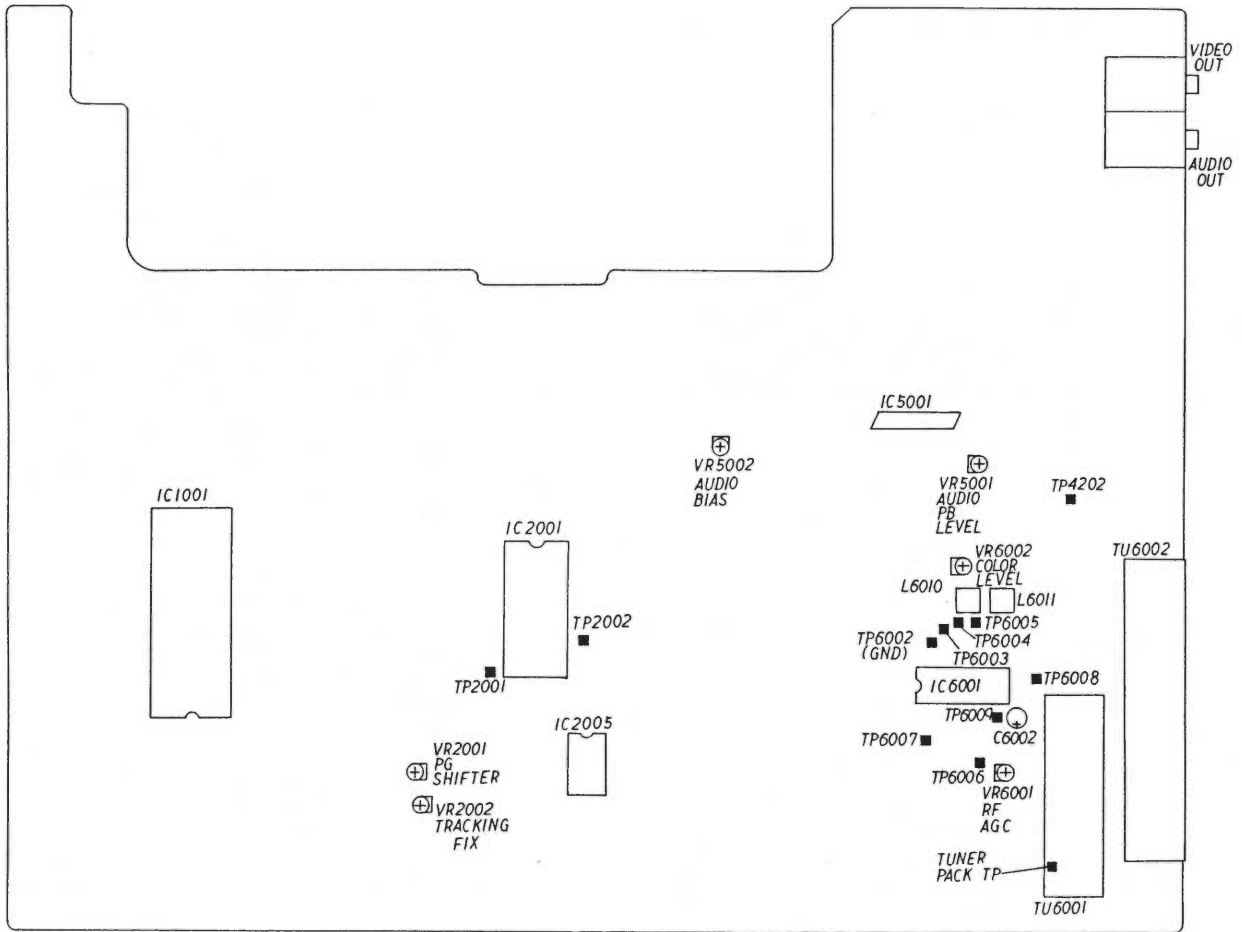 VIDEO
OUT
AUDIO
OUT
IC5001
VR5002
AUDIO
BIAS
VR5001
AUDIO
PB
LEVEL
TP4202
IC1001
IC2001
VR6002
COLOR
LEVEL
TU6002
L6010
L6011
TP2002
TP6005
TP6004
TP6002
(GND)
TP6003
TP2001
IC6001
TP6008
TP6009
C6002
IC2005
TP6007
VR2001
PG
SHIFTER
TP6006
VR6001
RF
AGC
VR2002
TRACKING
FIX
TUNER
PACK TP
TU6001